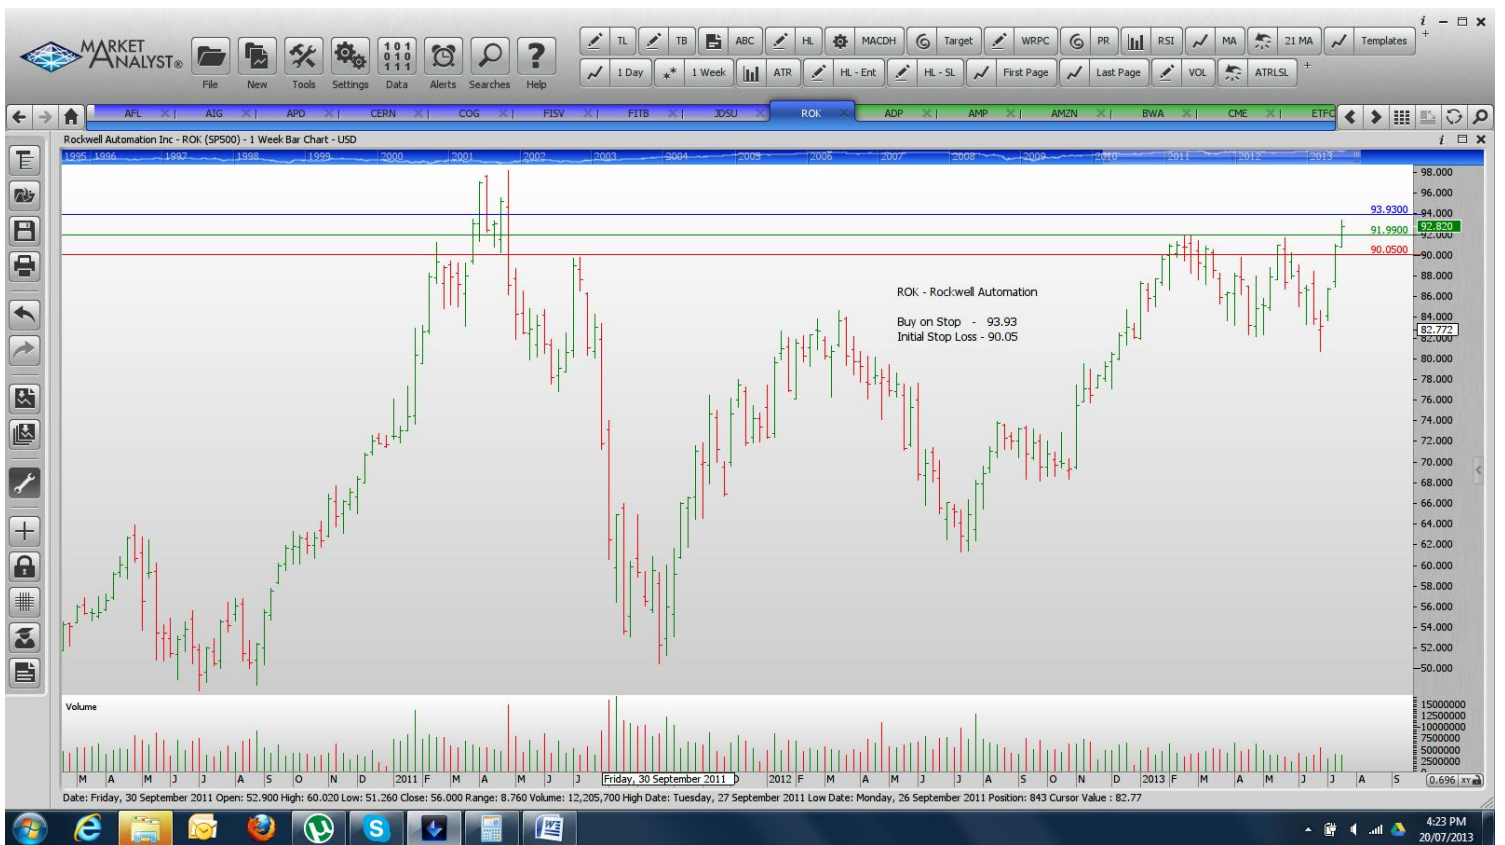 i
MARKET ANALYST®
File New Tools Settings Data Alerts Searches Help
TL TB ABC HL MACDH Target WRPC PR RSI MA 21 MA Templates
1 Day 1 Week ATR HL - Ent HL - SL First Page Last Page VOL ATRLSL
AFL AIG APD CERN COG FISV FITB JDSU ROK ADP AMP AMZN BWA CME ETFC
Rockwell Automation Inc - ROK (SP500) - 1 Week Bar Chart - USD
1995 1996 1997 1998 1999 2000 2001 2002 2003 2004 2005 2006 2007 2008 2009 2010 2011 2012 2013
98.000
96.000
93.9300 94.000
92.820
91.9900 92.000
90.0500 90.000
88.000
ROK - Rockwell Automation
86.000
Buy on Stop - 93.93
84.000
82.772
Initial Stop Loss - 90.05
82.000
80.000
78.000
76.000
74.000
72.000
70.000
68.000
66.000
64.000
62.000
60.000
58.000
56.000
54.000
52.000
50.000
Volume
15000000
12500000
10000000
7500000
5000000
2500000
M A M J J A S O N D 2011 F M A M J J Friday, 30 September 2011 2012 F M A M J J A S O N D 2013 F M A M J J A S 0.696 XY
Date: Friday, 30 September 2011 Open: 52.900 High: 60.020 Low: 51.260 Close: 56.000 Range: 8.760 Volume: 12,205,700 High Date: Tuesday, 27 September 2011 Low Date: Monday, 26 September 2011 Position: 843 Cursor Value : 82.77
4:23 PM
20/07/2013